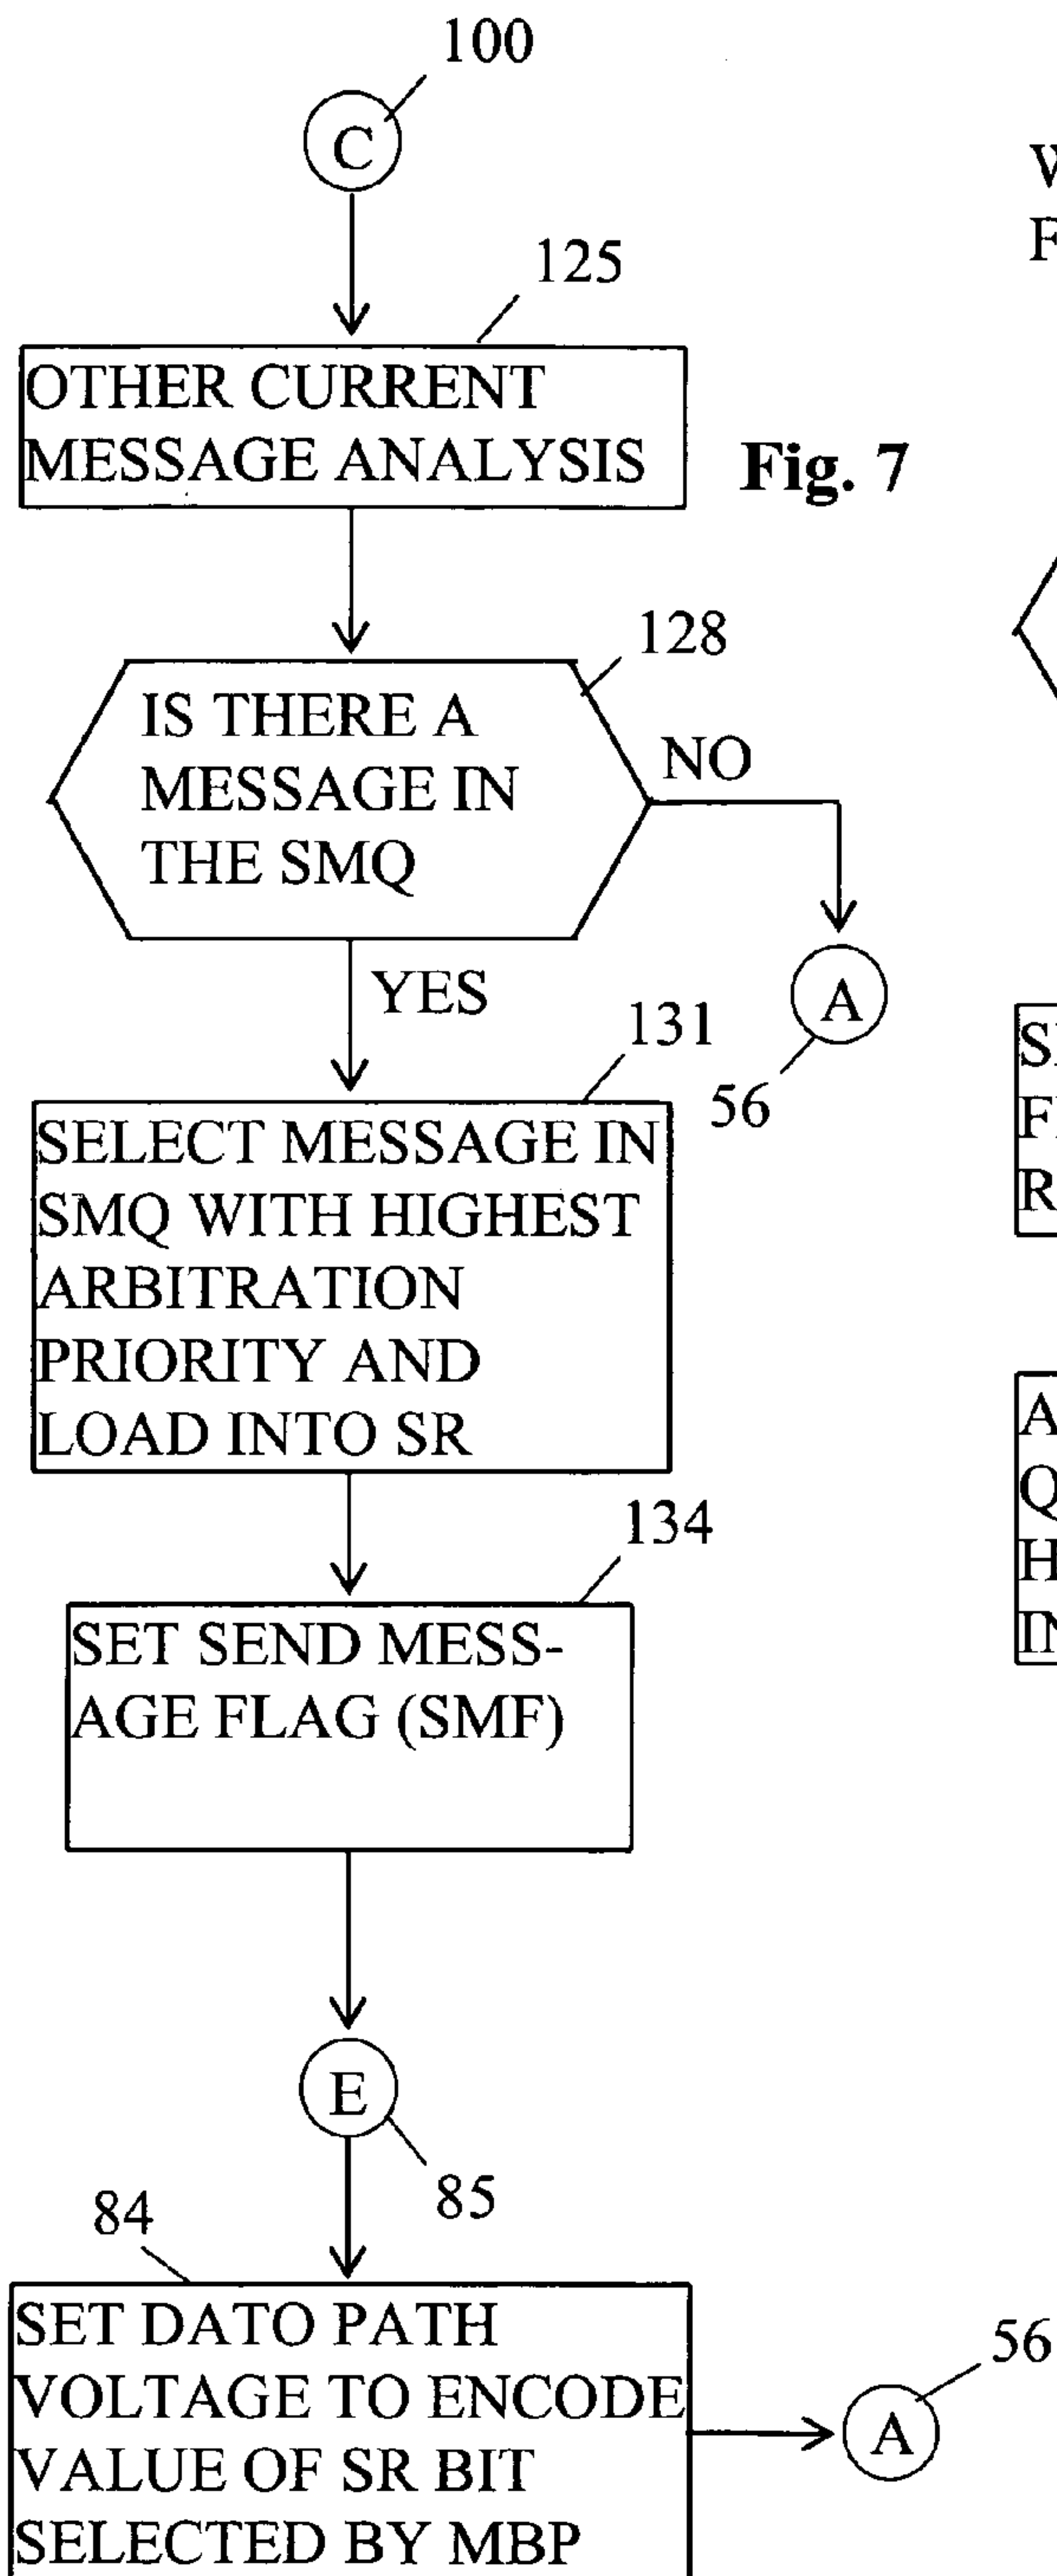 100
C
125
OTHER CURRENT
MESSAGE ANALYSIS
Fig. 7
128
IS THERE A
MESSAGE IN
THE SMQ
NO
A
56
YES
131
SELECT MESSAGE IN
SMQ WITH HIGHEST
ARBITRATION
PRIORITY AND
LOAD INTO SR
134
SET SEND MESS-
AGE FLAG (SMF)
E
85
84
SET DATO PATH
VOLTAGE TO ENCODE
VALUE OF SR BIT
SELECTED BY MBP
56
A